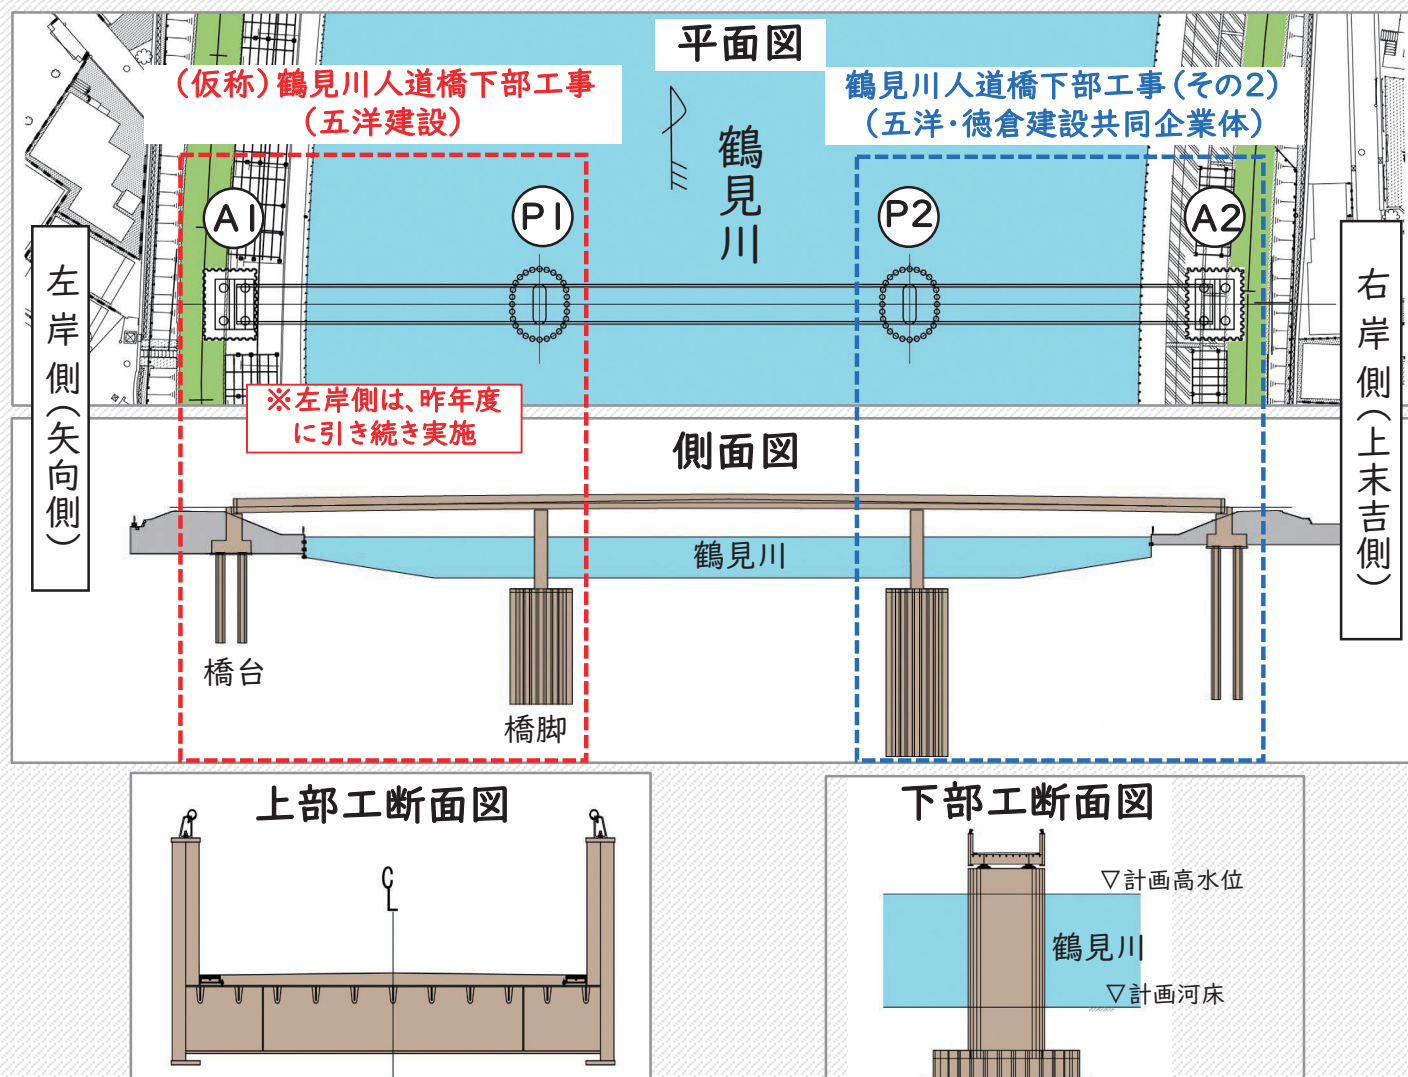 平面図
(仮称)鶴見川人道橋下部工事
(五洋建設)
鶴見川人道橋下部工事(その2)
(五洋・徳倉建設共同企業体)
鶴見川
A1
P1
P2
A2
左岸側(矢向側)
右岸側(上末吉側)
※左岸側は、昨年度
に引き続き実施
側面図
鶴見川
橋台
橋脚
上部工断面図
CL
下部工断面図
▽計画高水位
鶴見川
▽計画河床